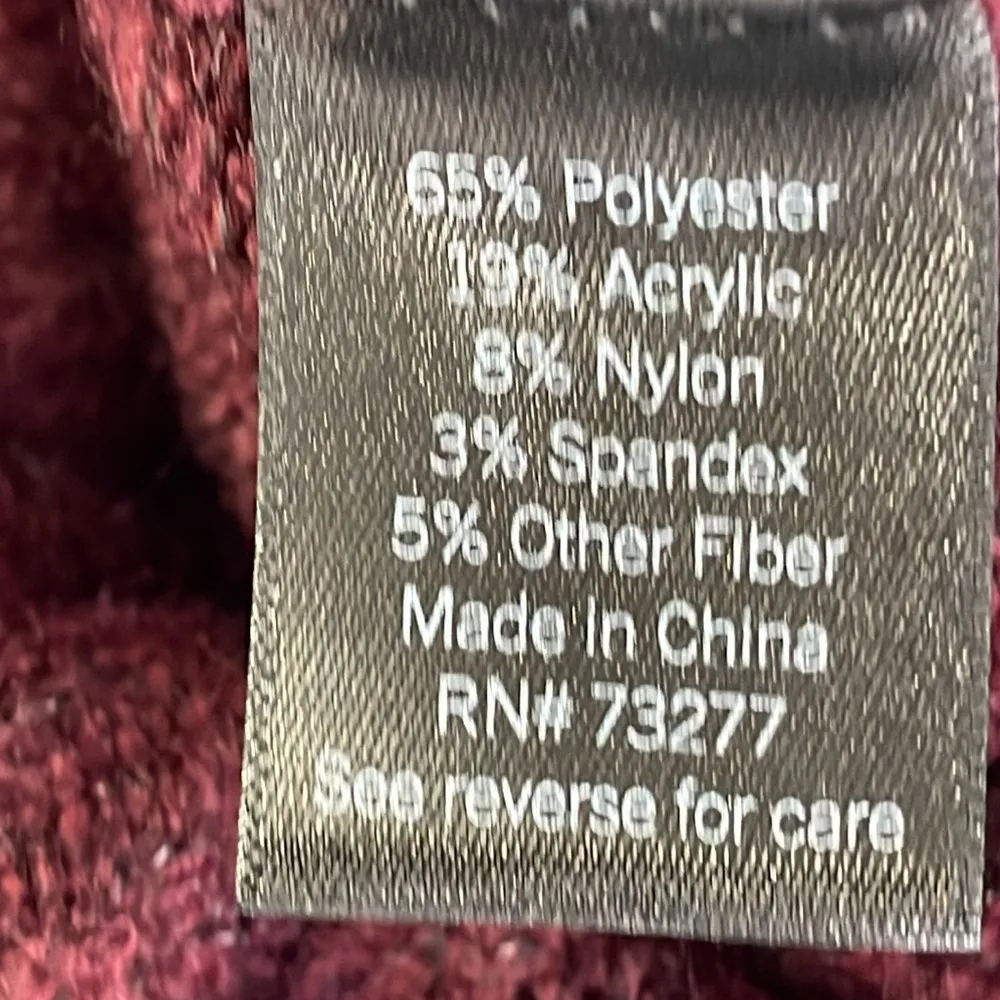 65% Polyester
19% Acrylic
8% Nylon
3% Spandex
5% Other Fiber
Made in China
RN# 73277
See reverse for care